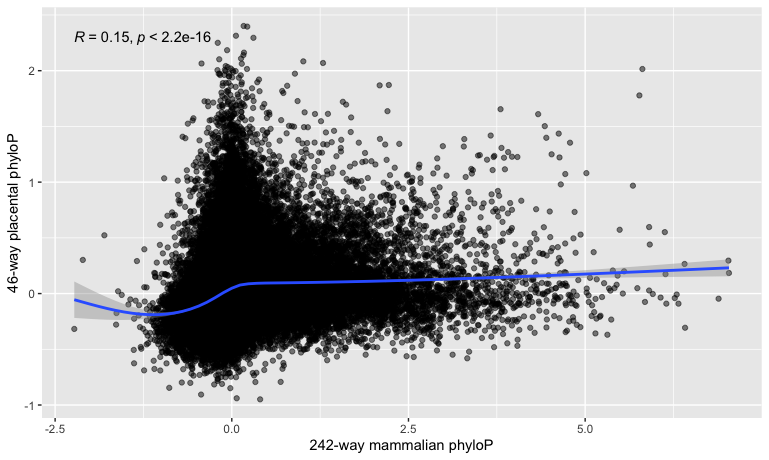 R = 0.15, p < 2.2e-16
46-way placental phyloP
2
1
0
-1
-2.5 0.0 2.5 5.0
242-way mammalian phyloP